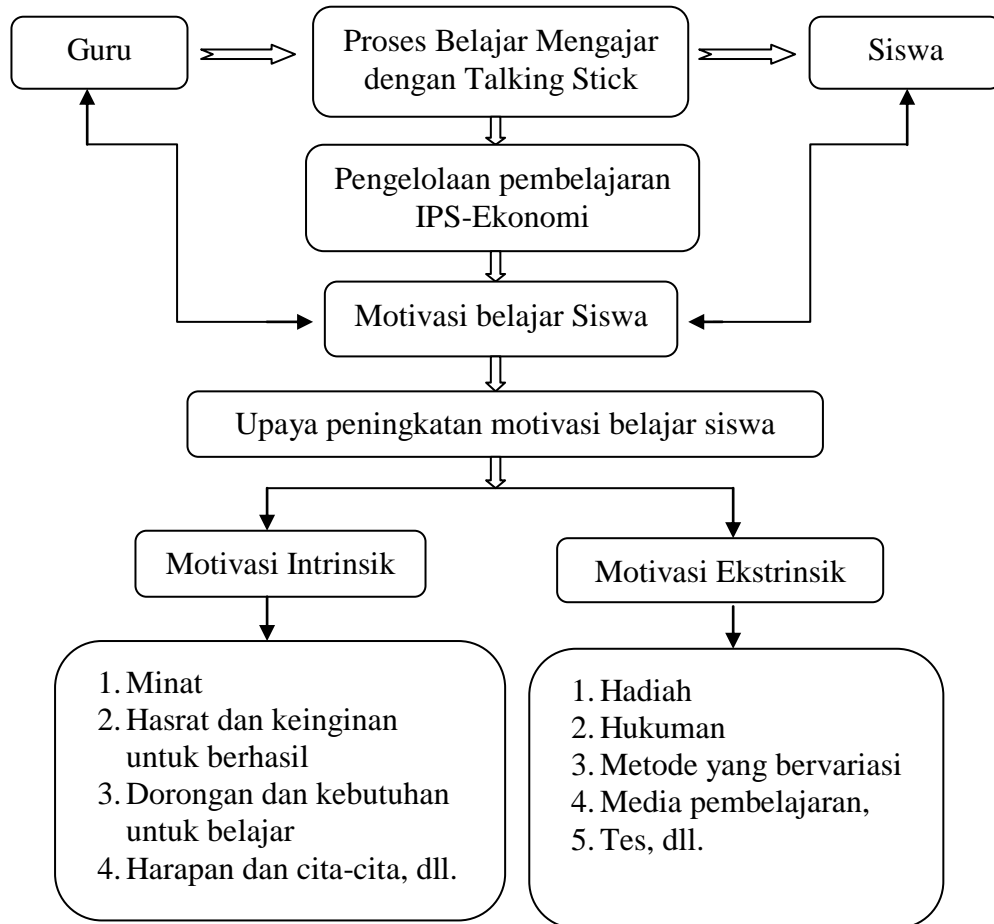 Guru
Proses Belajar Mengajar
dengan Talking Stick
Siswa
Pengelolaan pembelajaran
IPS-Ekonomi
Motivasi belajar Siswa
Upaya peningkatan motivasi belajar siswa
Motivasi Intrinsik
Motivasi Ekstrinsik
1. Minat
2. Hasrat dan keinginan
untuk berhasil
3. Dorongan dan kebutuhan
untuk belajar
4. Harapan dan cita-cita, dll.
1. Hadiah
2. Hukuman
3. Metode yang bervariasi
4. Media pembelajaran,
5. Tes, dll.